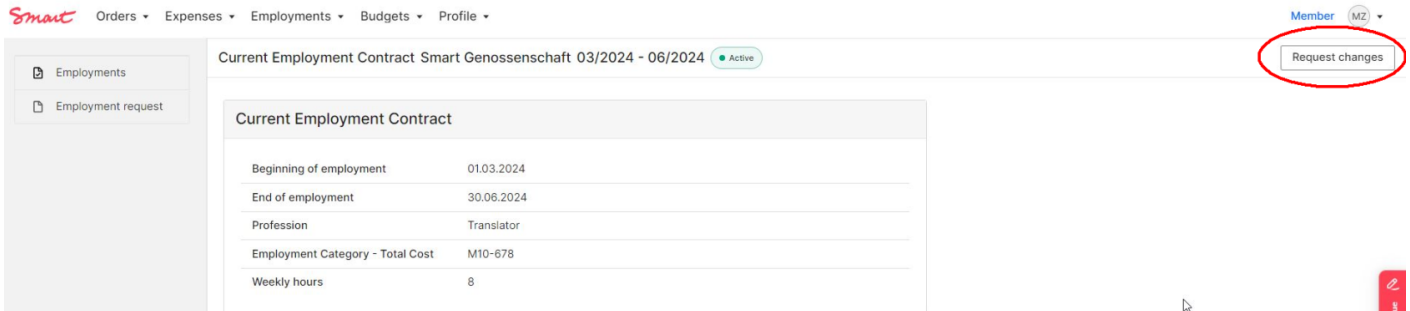 Smart Orders Expenses Employments Budgets Profile Member MZ
Employments
Employment request
Current Employment Contract Smart Genossenschaft 03/2024 - 06/2024 Active Request changes
Current Employment Contract
Beginning of employment 01.03.2024
End of employment 30.06.2024
Profession Translator
Employment Category - Total Cost M10-678
Weekly hours 8